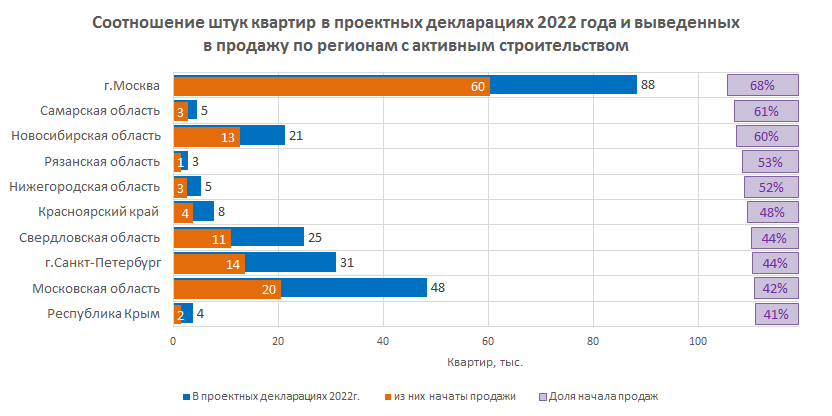 Соотношение штук квартир в проектных декларациях 2022 года и выведенных
в продажу по регионам с активным строительством
г.Москва 60 88 68%
Самарская область 3 5 61%
Новосибирская область 13 21 60%
Рязанская область 1 3 53%
Нижегородская область 3 5 52%
Красноярский край 4 8 48%
Свердловская область 11 25 44%
г.Санкт-Петербург 14 31 44%
Московская область 20 48 42%
Республика Крым 2 4 41%
0 20 40 60 80 100
Квартир, тыс.
В проектных декларациях 2022г. из них начаты продажи Доля начала продаж